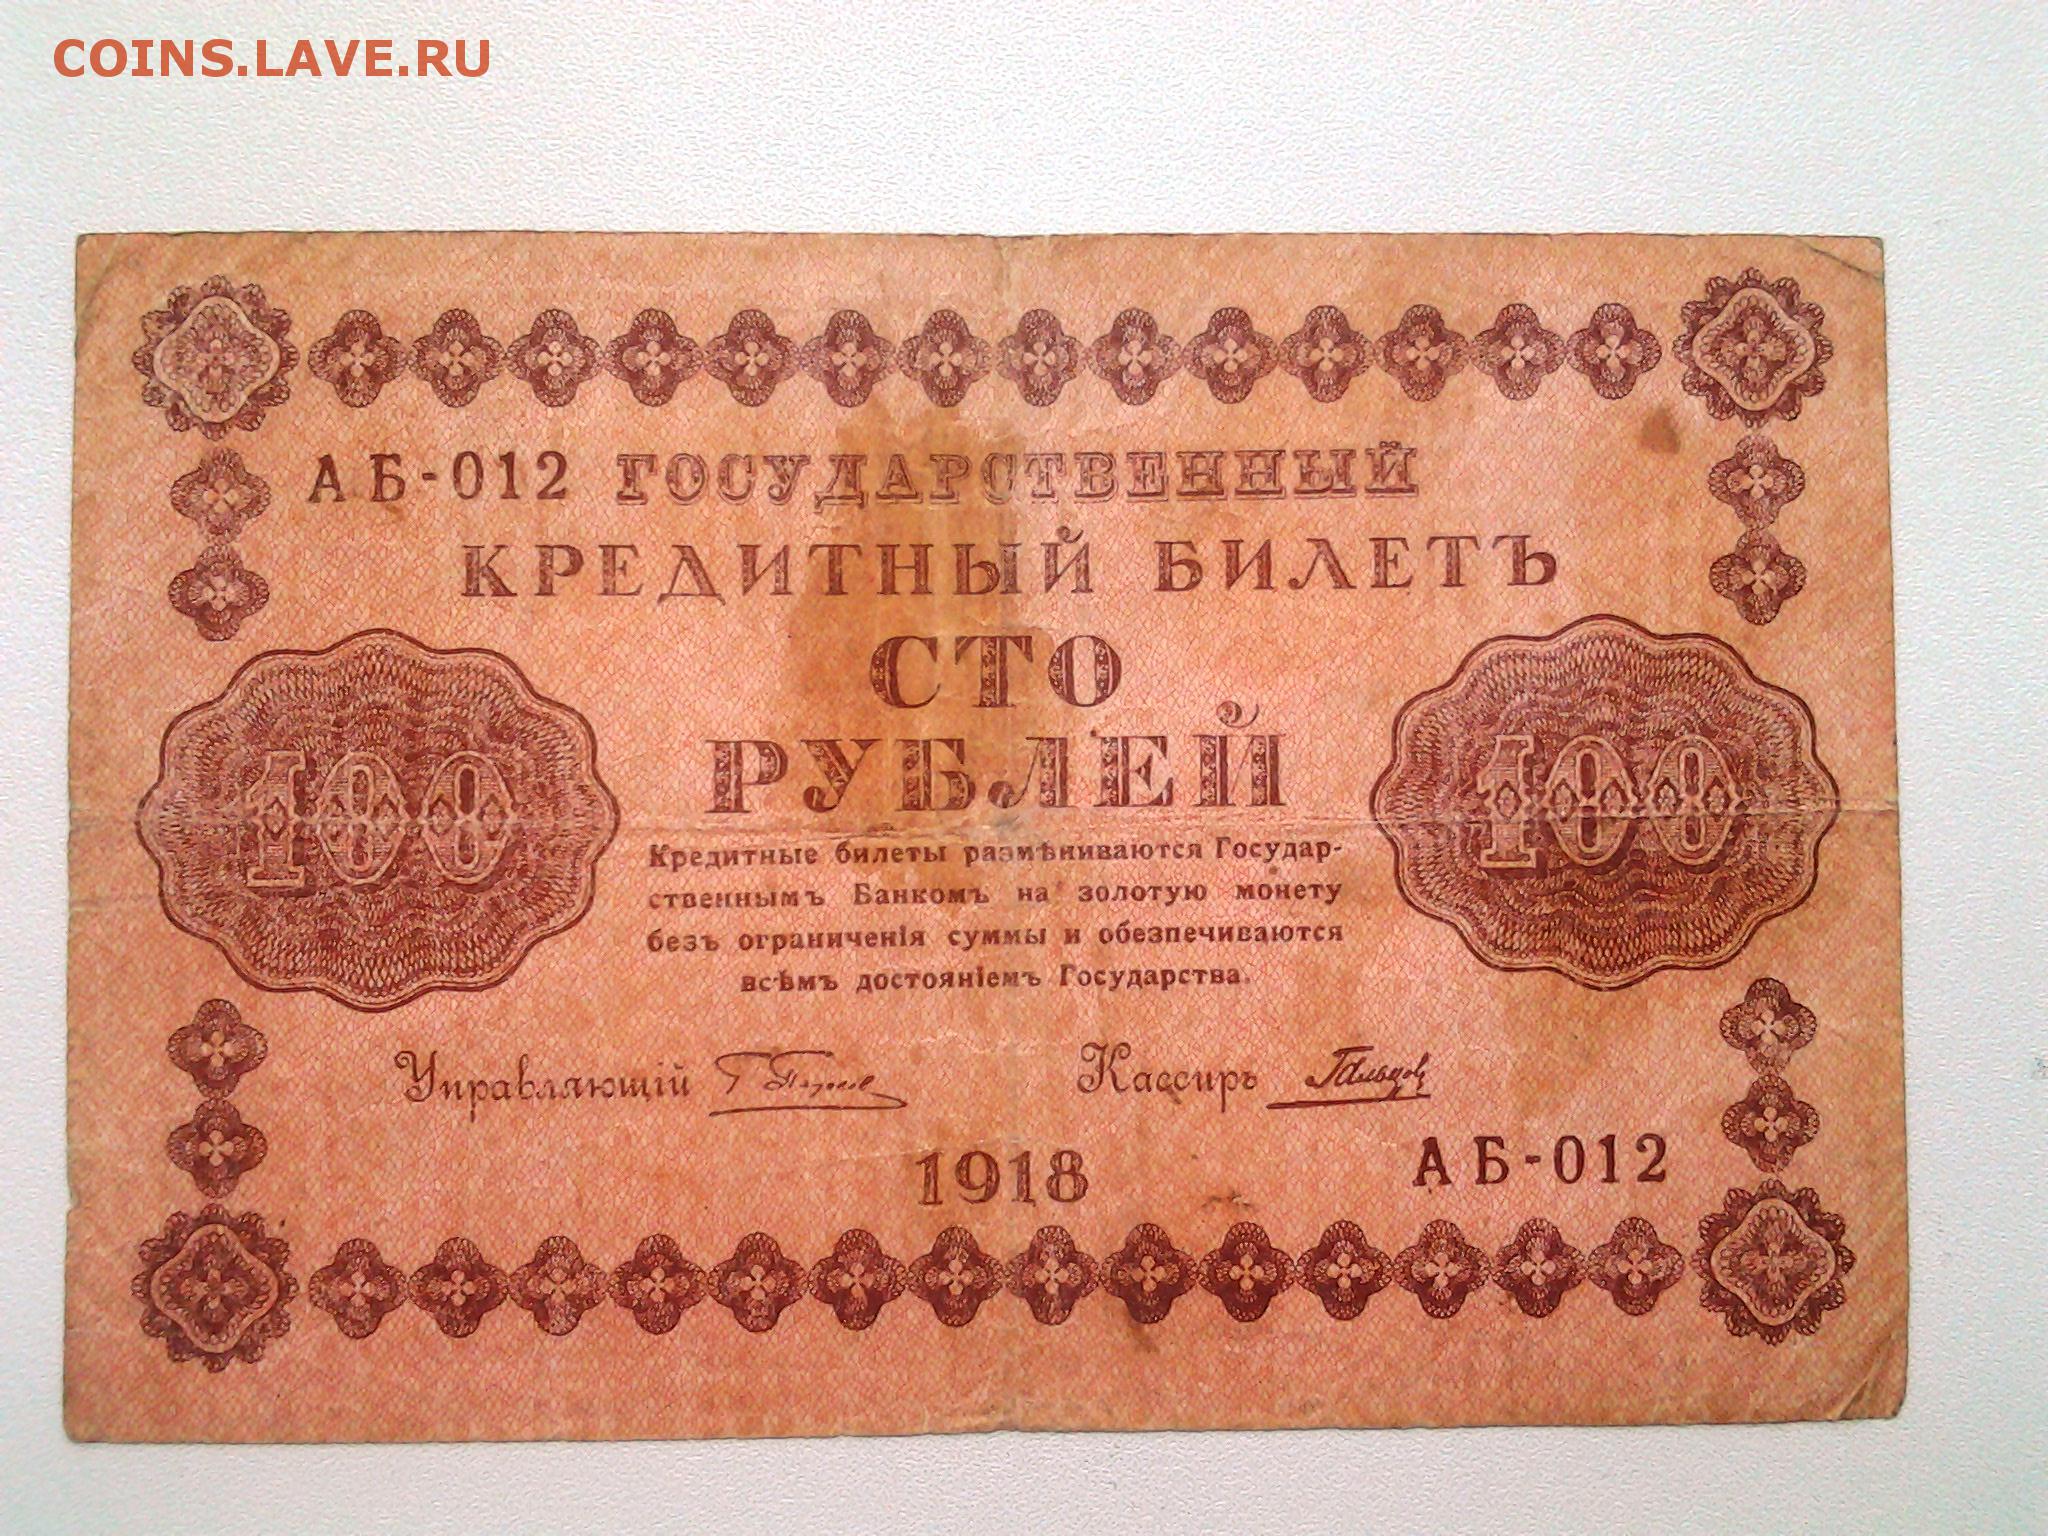 COINS.LAVE.RU
АБ-012 ГОСУДАРСТВЕННЫЙ
КРЕДИТНЫЙ БИЛЕТЪ
СТО
РУБЛЕЙ
100
100
Кредитные билеты размѣниваются Государ-
ственнымъ Банкомъ на золотую монету
безъ ограниченія суммы и обезпечиваются
всѣмъ достояніемъ Государства.
Управляющій
Кассиръ
1918
АБ-012